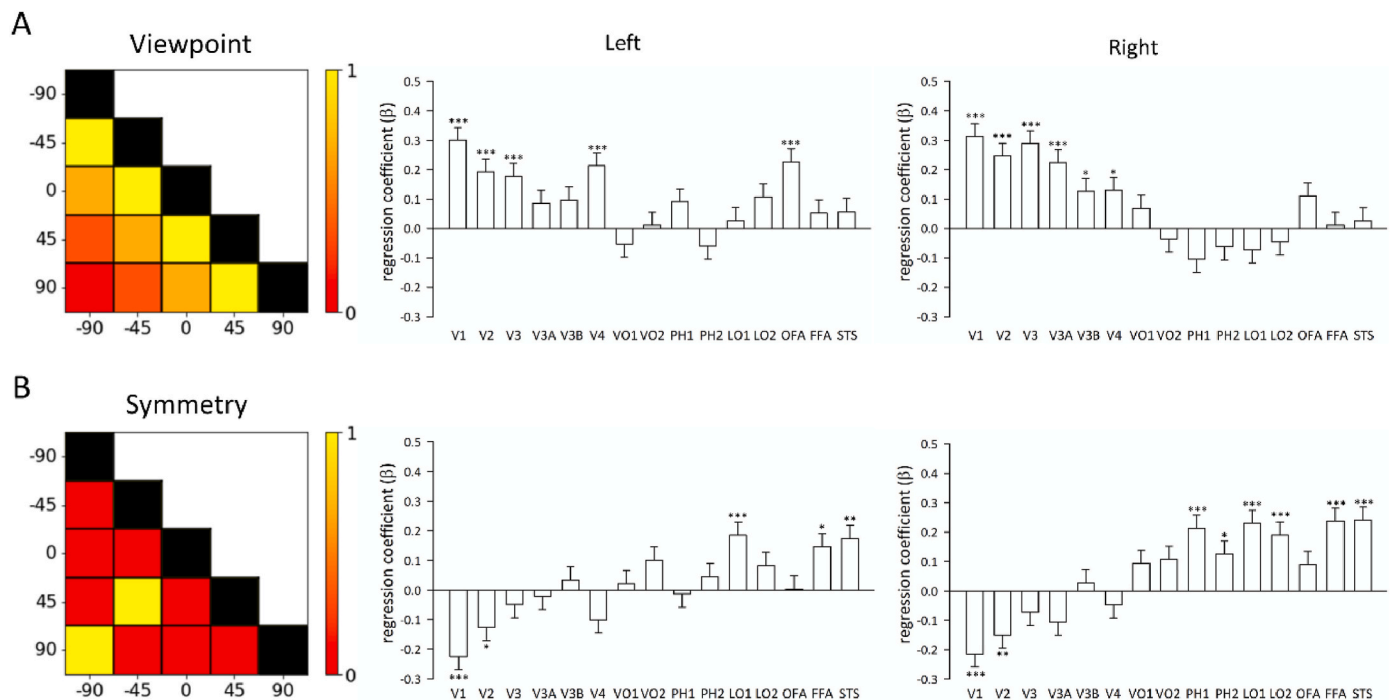 A
Viewpoint
-90
-45
0
45
90
-90 -45 0 45 90
1
0
Left
regression coefficient (β)
0.5
0.4
0.3
0.2
0.1
0.0
-0.1
-0.2
-0.3
*** *** *** *** ***
V1 V2 V3 V3A V3B V4 VO1 VO2 PH1 PH2 LO1 LO2 OFA FFA STS
Right
regression coefficient (β)
0.5
0.4
0.3
0.2
0.1
0.0
-0.1
-0.2
-0.3
*** *** *** *** * *
V1 V2 V3 V3A V3B V4 VO1 VO2 PH1 PH2 LO1 LO2 OFA FFA STS
B
Symmetry
-90
-45
0
45
90
-90 -45 0 45 90
1
0
regression coefficient (β)
0.5
0.4
0.3
0.2
0.1
0.0
-0.1
-0.2
-0.3
*** * *** * **
V1 V2 V3 V3A V3B V4 VO1 VO2 PH1 PH2 LO1 LO2 OFA FFA STS
regression coefficient (β)
0.5
0.4
0.3
0.2
0.1
0.0
-0.1
-0.2
-0.3
*** ** *** * *** *** *** ***
V1 V2 V3 V3A V3B V4 VO1 VO2 PH1 PH2 LO1 LO2 OFA FFA STS